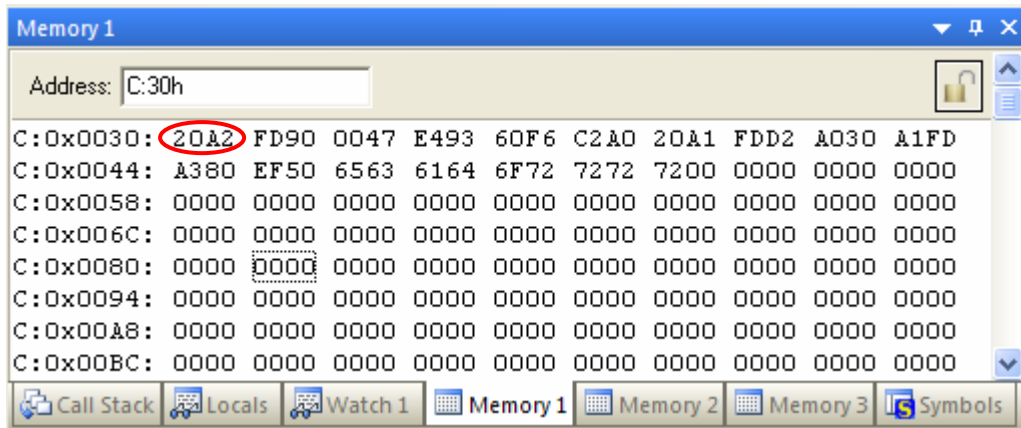 Memory 1
Address: C:30h
C:0x0030: 20A2 FD90 0047 E493 60F6 C2A0 20A1 FDD2 A030 A1FD
C:0x0044: A380 EF50 6563 6164 6F72 7272 7200 0000 0000 0000
C:0x0058: 0000 0000 0000 0000 0000 0000 0000 0000 0000 0000
C:0x006C: 0000 0000 0000 0000 0000 0000 0000 0000 0000 0000
C:0x0080: 0000 0000 0000 0000 0000 0000 0000 0000 0000 0000
C:0x0094: 0000 0000 0000 0000 0000 0000 0000 0000 0000 0000
C:0x00A8: 0000 0000 0000 0000 0000 0000 0000 0000 0000 0000
C:0x00BC: 0000 0000 0000 0000 0000 0000 0000 0000 0000 0000
Call Stack Locals Watch 1 Memory 1 Memory 2 Memory 3 Symbols